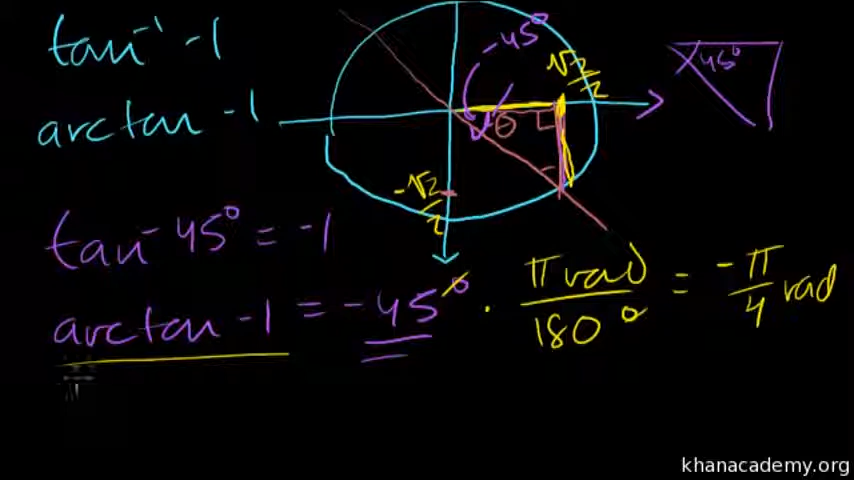 tan⁻¹ -1
-45°
√2/2
45°
arctan -1
θ
-√2/2
tan -45° = -1
arctan -1 = -45° · π rad/180° = -π/4 rad
khanacademy.org